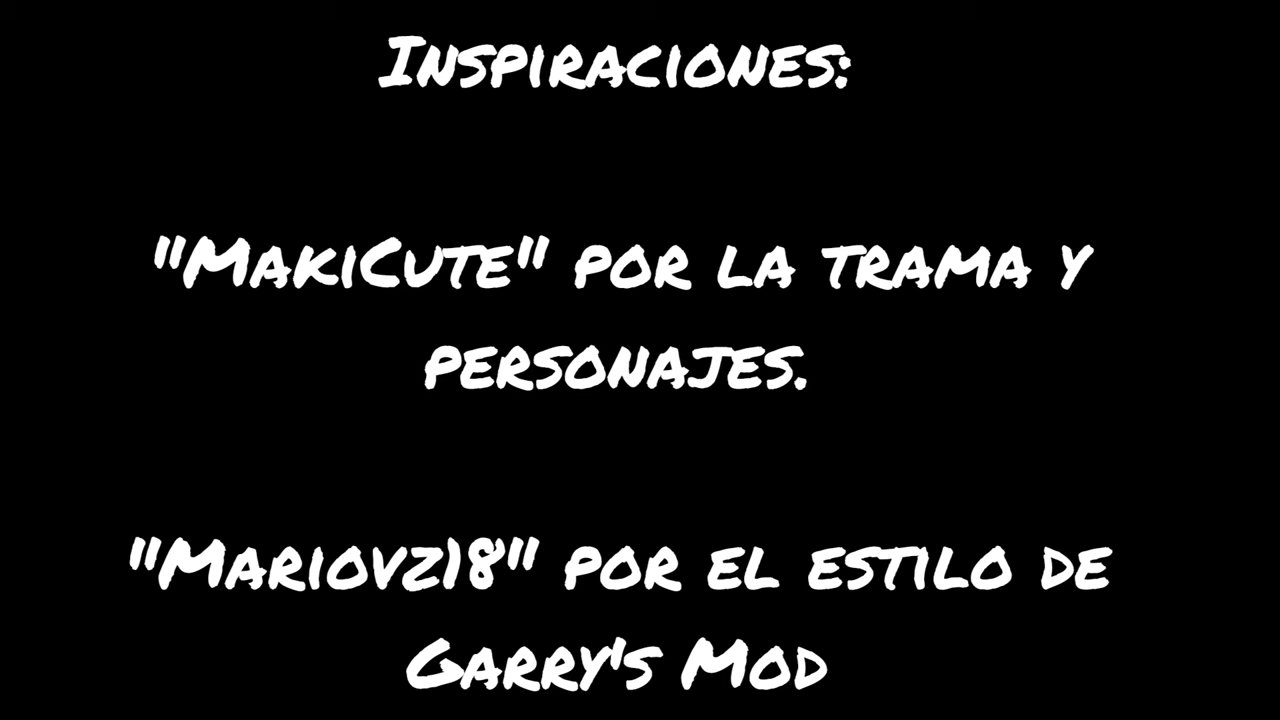 Inspiraciones:
"MakiCute" por la trama y
personajes.
"Mariovz18" por el estilo de
Garry's Mod